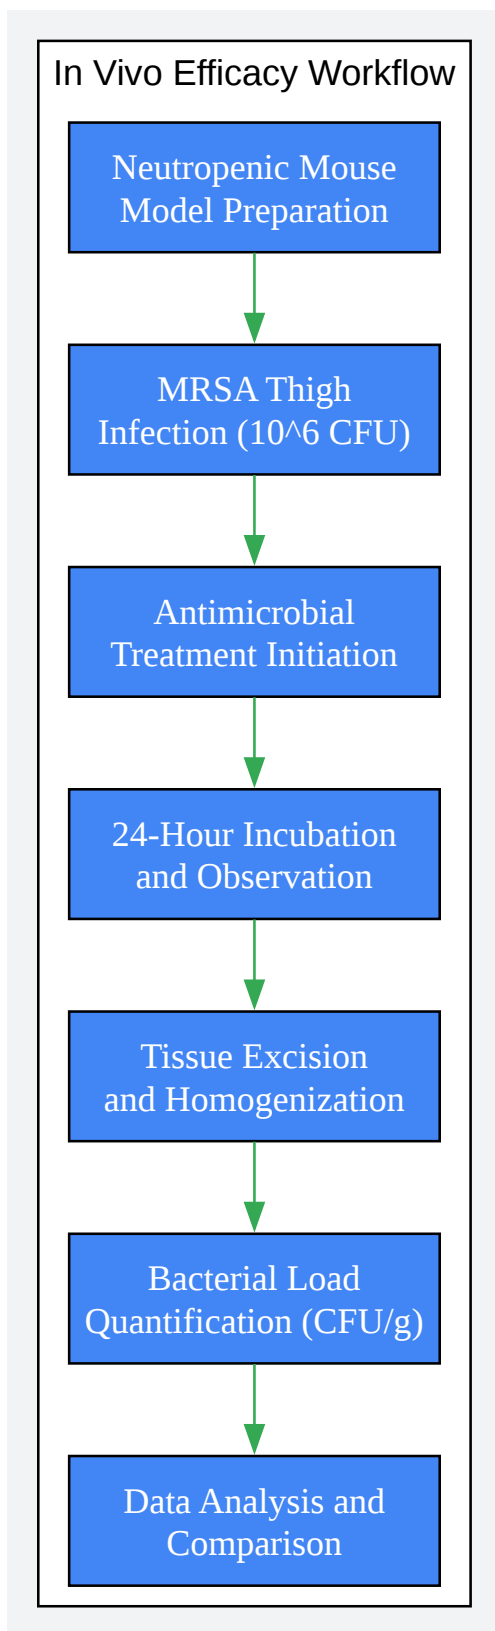 In Vivo Efficacy Workflow
Neutropenic Mouse
Model Preparation
MRSA Thigh
Infection (10^6 CFU)
Antimicrobial
Treatment Initiation
24-Hour Incubation
and Observation
Tissue Excision
and Homogenization
Bacterial Load
Quantification (CFU/g)
Data Analysis and
Comparison